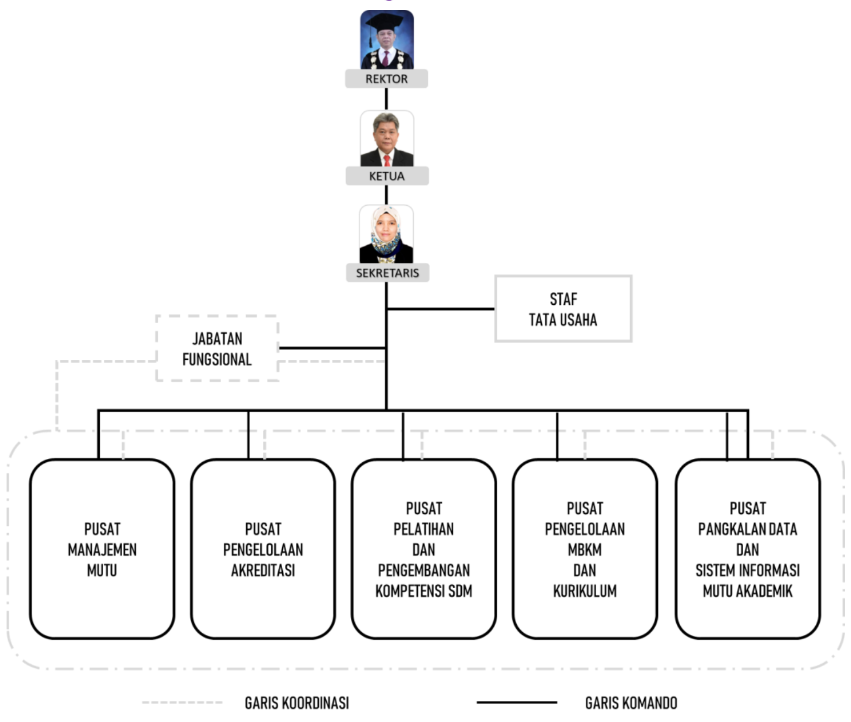 REKTOR
KETUA
SEKRETARIS
STAF
TATA USAHA
JABATAN
FUNGSIONAL
PUSAT
MANAJEMEN
MUTU
PUSAT
PENGELOLAAN
AKREDITASI
PUSAT
PELATIHAN
DAN
PENGEMBANGAN
KOMPETENSI SDM
PUSAT
PENGELOLAAN
MBKM
DAN
KURIKULUM
PUSAT
PANGKALAN DATA
DAN
SISTEM INFORMASI
MUTU AKADEMIK
GARIS KOORDINASI
GARIS KOMANDO